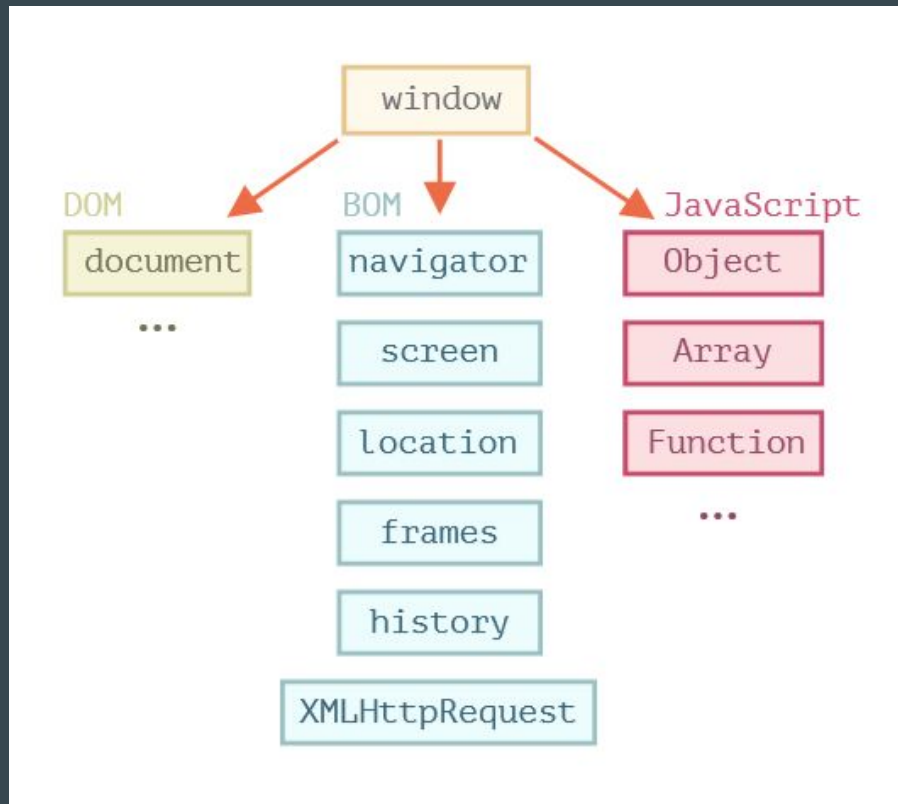 window
DOM
BOM
JavaScript
document
navigator
Object
...
screen
Array
location
Function
frames
...
history
XMLHttpRequest